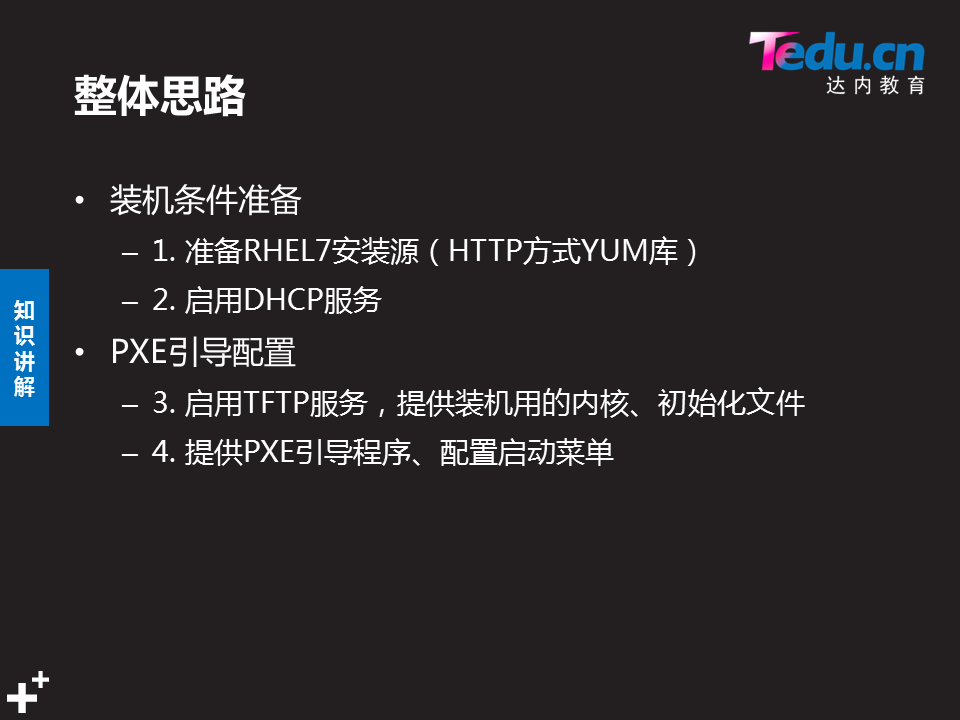 Tedu.cn
达内教育
整体思路
• 装机条件准备
– 1. 准备RHEL7安装源（HTTP方式YUM库）
– 2. 启用DHCP服务
• PXE引导配置
– 3. 启用TFTP服务，提供装机用的内核、初始化文件
– 4. 提供PXE引导程序、配置启动菜单
知
识
讲
解